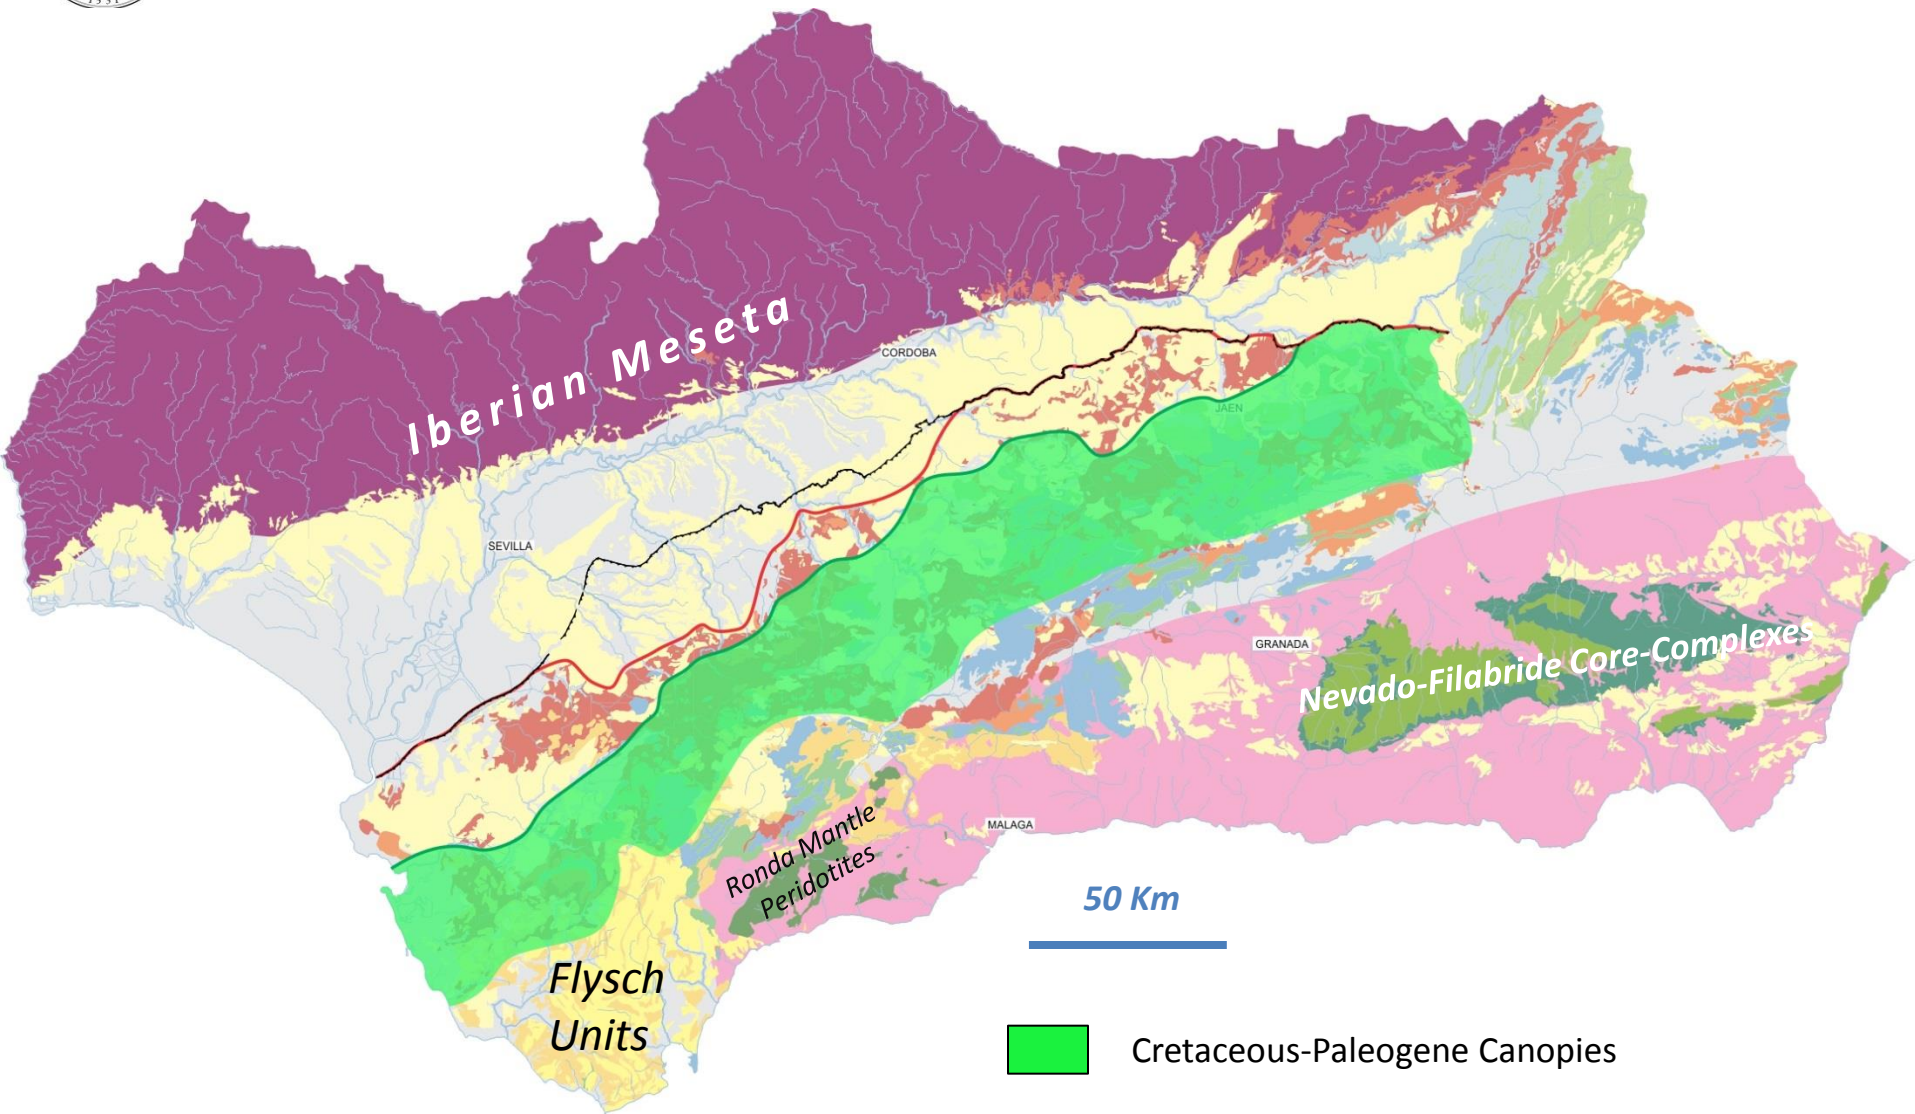 1531
Iberian Meseta
CORDOBA
JAEN
SEVILLA
GRANADA
Nevado-Filabride Core-Complexes
MALAGA
Ronda Mantle
Peridotites
50 Km
Flysch
Units
Cretaceous-Paleogene Canopies